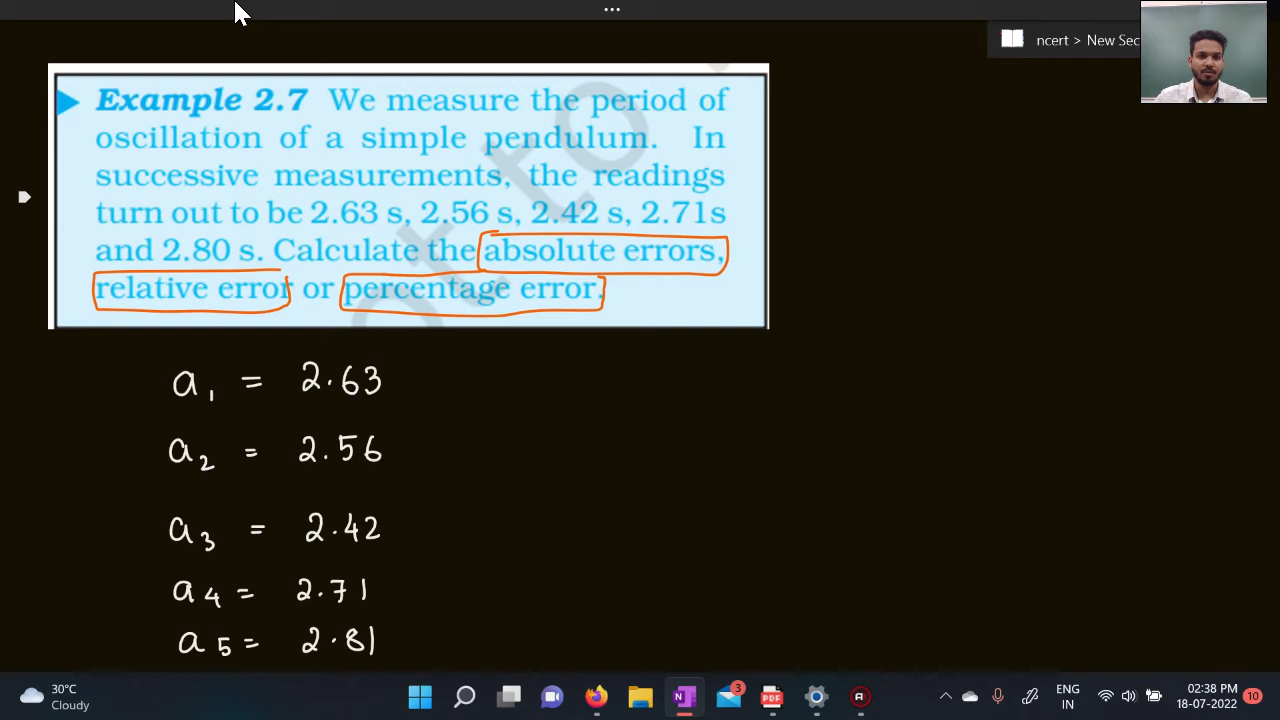 ...
ncert > New Sec
Example 2.7 We measure the period of
oscillation of a simple pendulum. In
successive measurements, the readings
turn out to be 2.63 s, 2.56 s, 2.42 s, 2.71s
and 2.80 s. Calculate the absolute errors,
relative error or percentage error.
a1 = 2.63
a2 = 2.56
a3 = 2.42
a4 = 2.71
a5 = 2.81
30°C
Cloudy
3
ENG
IN
02:38 PM
18-07-2022
10